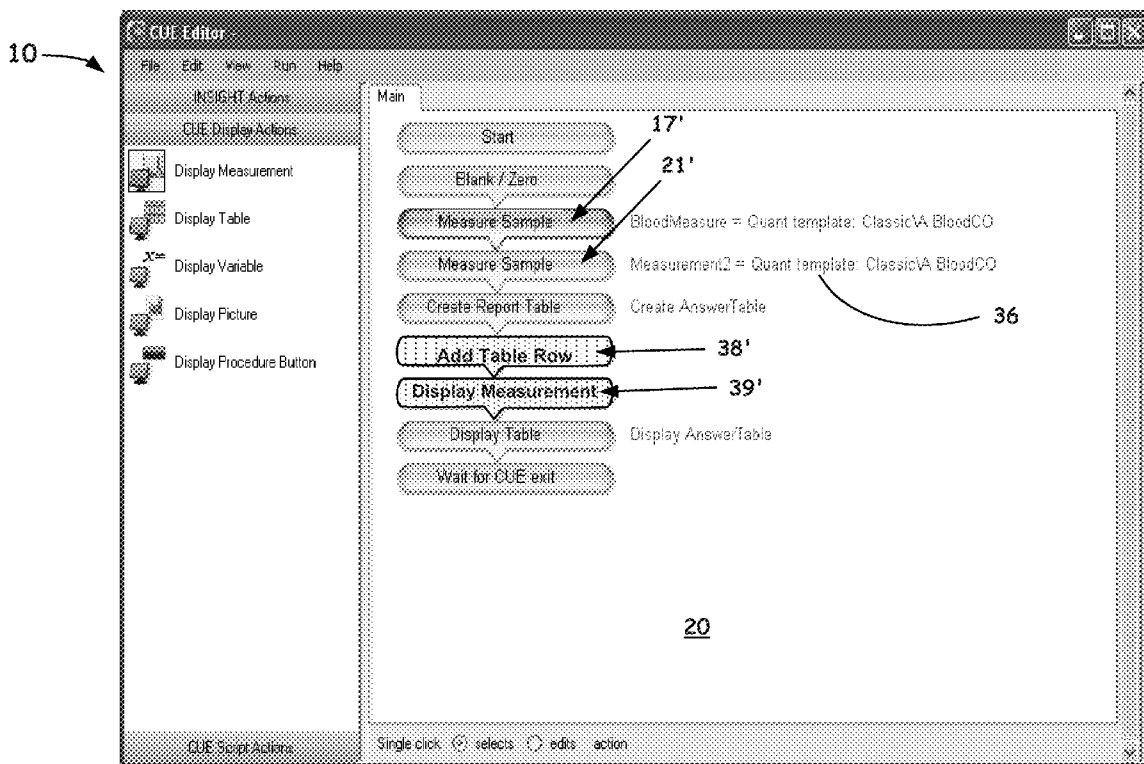 CUE Editor -
10
File Edit View Run Help
INSIGHT Actions
CUE Display Actions
Display Measurement
Display Table
Display Variable
x=
Display Picture
Display Procedure Button
CUE Script Actions
Main
Start
17'
Blank / Zero
21'
Measure Sample BloodMeasure = Quant template: Classic\A BloodCO
Measure Sample Measurement2 = Quant template: Classic\A BloodCO
Create Report Table Create AnswerTable
36
Add Table Row
38'
Display Measurement
39'
Display Table Display AnswerTable
Wait for CUE exit
20
Single click selects edits action